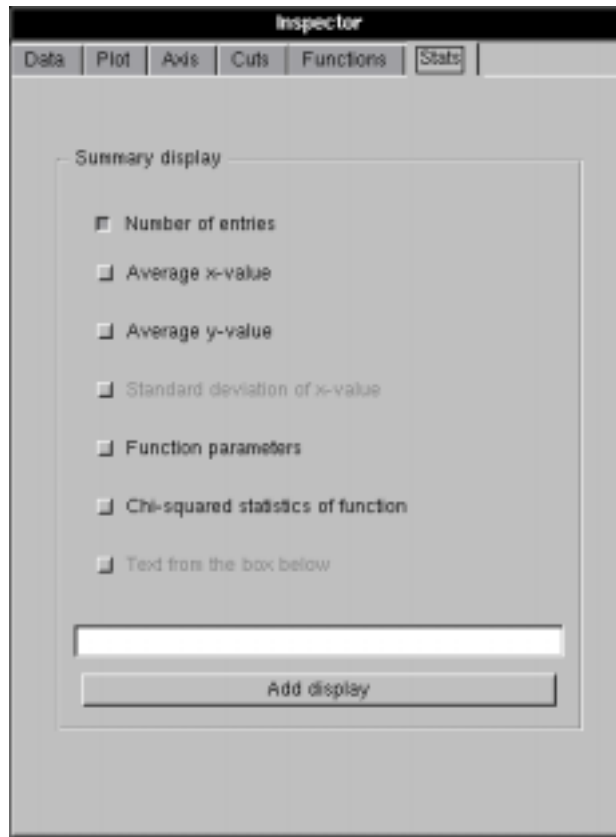 Inspector
Data Plot Axis Cuts Functions Stats
Summary display
Number of entries
Average x-value
Average y-value
Standard deviation of x-value
Function parameters
Chi-squared statistics of function
Text from the box below
Add display